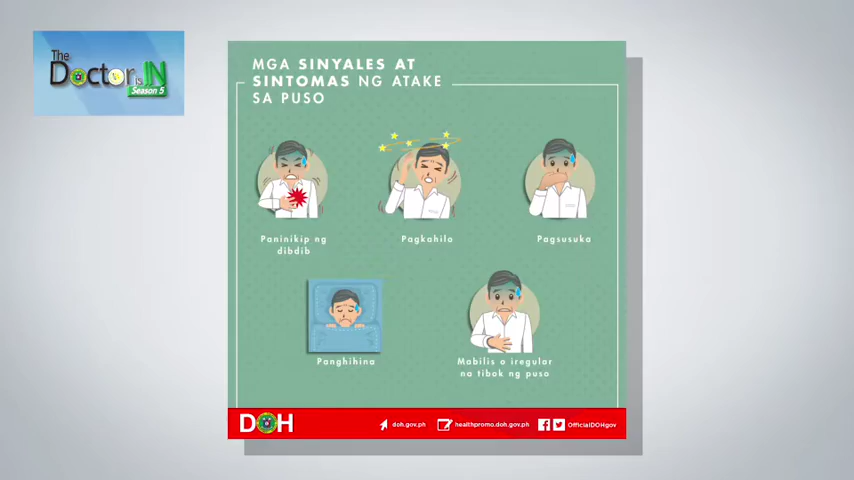 The
Doctor is IN
Season 5
MGA SINYALES AT
SINTOMAS NG ATAKE
SA PUSO
Paninikip ng
dibdib
Pagkahilo
Pagsusuka
Panghihina
Mabilis o iregular
na tibok ng puso
DOH
doh.gov.ph
healthpromo.doh.gov.ph
OfficialDOHgov